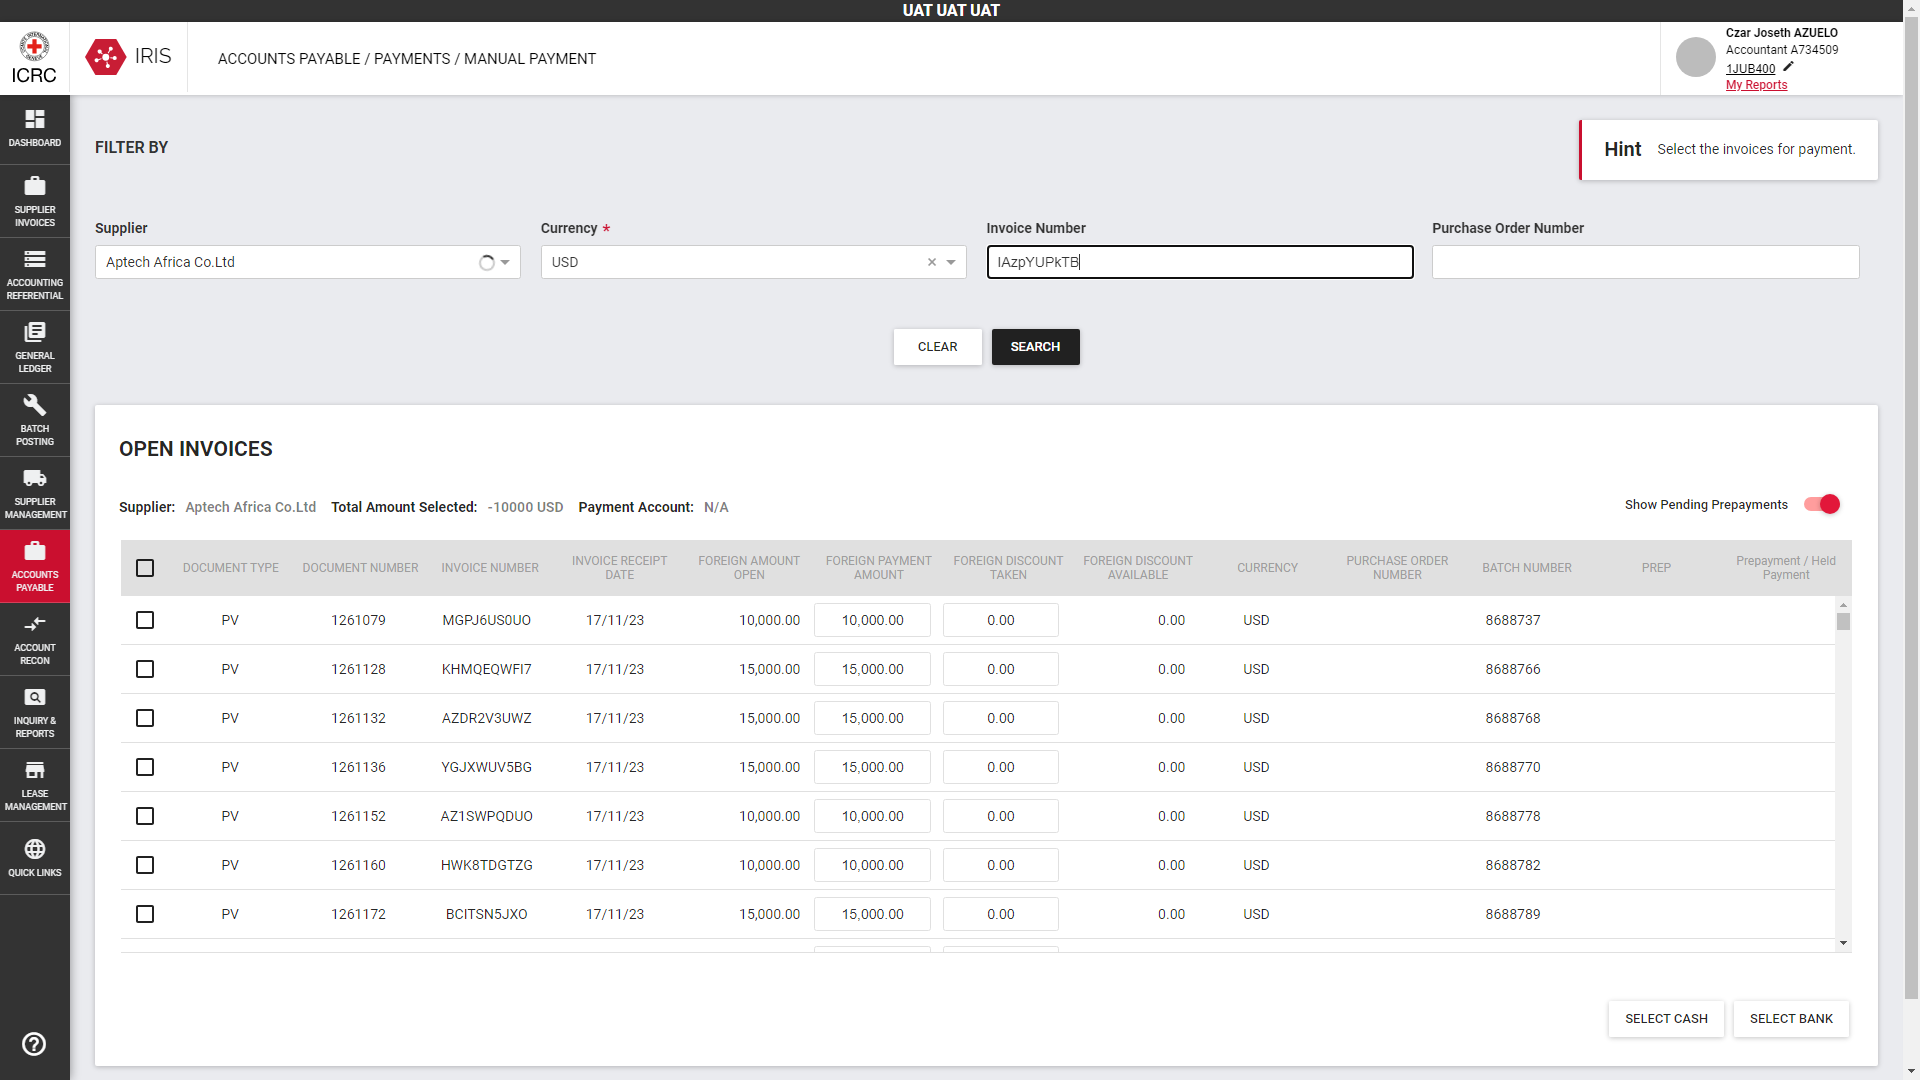 UAT UAT UAT
ICRC
IRIS
ACCOUNTS PAYABLE / PAYMENTS / MANUAL PAYMENT
Czar Joseth AZUELO
Accountant A734509
1JUB400
My Reports
DASHBOARD
SUPPLIER INVOICES
ACCOUNTING REFERENTIAL
GENERAL LEDGER
BATCH POSTING
SUPPLIER MANAGEMENT
ACCOUNTS PAYABLE
ACCOUNT RECON
INQUIRY & REPORTS
LEASE MANAGEMENT
QUICK LINKS
FILTER BY
Hint Select the invoices for payment.
Supplier Currency * Invoice Number Purchase Order Number
Aptech Africa Co.Ltd USD IAzpYUPkTB
CLEAR SEARCH
OPEN INVOICES
Supplier: Aptech Africa Co.Ltd Total Amount Selected: -10000 USD Payment Account: N/A Show Pending Prepayments
DOCUMENT TYPE DOCUMENT NUMBER INVOICE NUMBER INVOICE RECEIPT DATE FOREIGN AMOUNT OPEN FOREIGN PAYMENT AMOUNT FOREIGN DISCOUNT TAKEN FOREIGN DISCOUNT AVAILABLE CURRENCY PURCHASE ORDER NUMBER BATCH NUMBER PREP Prepayment / Held Payment
PV 1261079 MGPJ6US0UO 17/11/23 10,000.00 10,000.00 0.00 0.00 USD 8688737
PV 1261128 KHMQEQWFI7 17/11/23 15,000.00 15,000.00 0.00 0.00 USD 8688766
PV 1261132 AZDR2V3UWZ 17/11/23 15,000.00 15,000.00 0.00 0.00 USD 8688768
PV 1261136 YGJXWUV5BG 17/11/23 15,000.00 15,000.00 0.00 0.00 USD 8688770
PV 1261152 AZ1SWPQDUO 17/11/23 10,000.00 10,000.00 0.00 0.00 USD 8688778
PV 1261160 HWK8TDGTZG 17/11/23 10,000.00 10,000.00 0.00 0.00 USD 8688782
PV 1261172 BCITSN5JXO 17/11/23 15,000.00 15,000.00 0.00 0.00 USD 8688789
SELECT CASH SELECT BANK